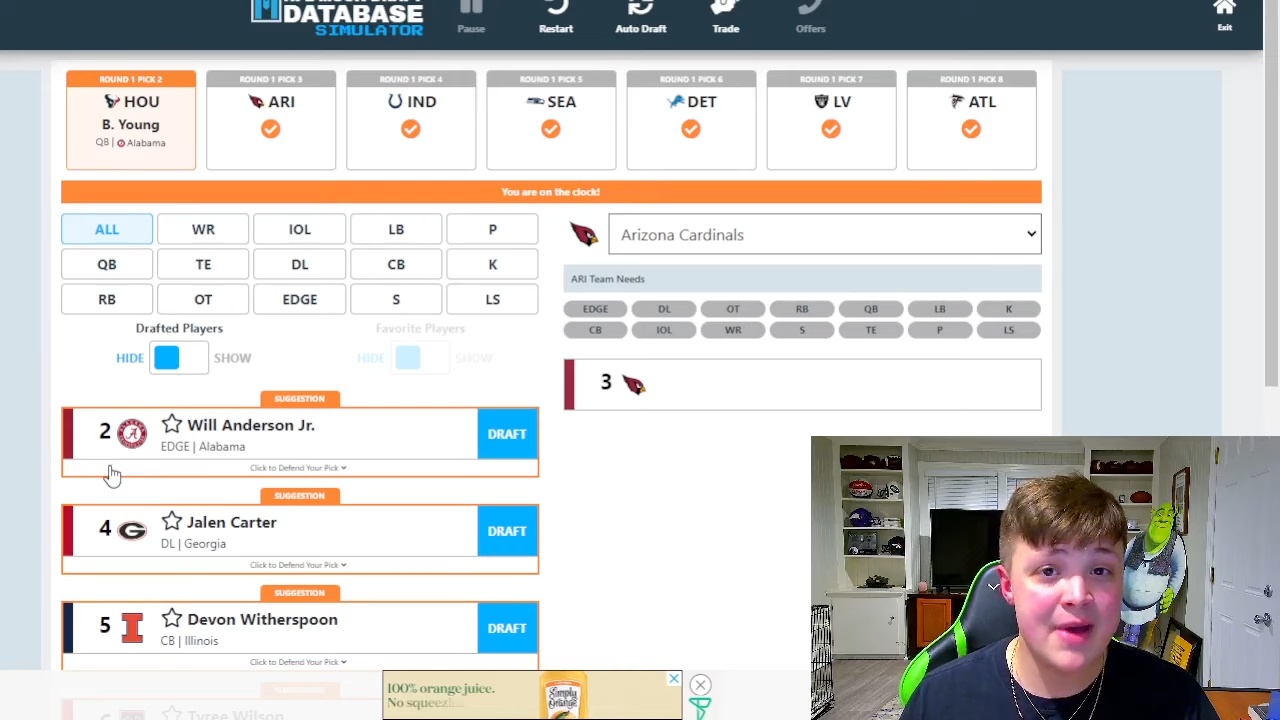 DATABASE
SIMULATOR
Pause
Restart
Auto Draft
Trade
Offers
Exit
ROUND 1 PICK 2
HOU
B. Young
QB | Alabama
ROUND 1 PICK 3
ARI
ROUND 1 PICK 4
IND
ROUND 1 PICK 5
SEA
ROUND 1 PICK 6
DET
ROUND 1 PICK 7
LV
ROUND 1 PICK 8
ATL
You are on the clock!
ALL
WR
IOL
LB
P
QB
TE
DL
CB
K
RB
OT
EDGE
S
LS
Drafted Players
HIDE
SHOW
Favorite Players
HIDE
SHOW
Arizona Cardinals
ARI Team Needs
EDGE
DL
OT
RB
QB
LB
K
CB
IOL
WR
S
TE
P
LS
3
SUGGESTION
2
Will Anderson Jr.
EDGE | Alabama
DRAFT
Click to Defend Your Pick
SUGGESTION
4
Jalen Carter
DL | Georgia
DRAFT
Click to Defend Your Pick
SUGGESTION
5
Devon Witherspoon
CB | Illinois
DRAFT
Click to Defend Your Pick
Tyree Wilson
100% orange juice.
No squeezi
Simply
Orange